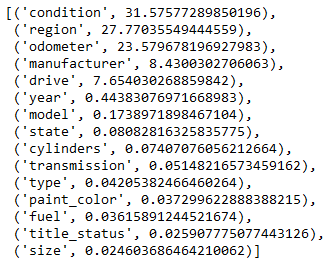 [('condition', 31.57577289850196),
('region', 27.77035549444559),
('odometer', 23.579678196927983),
('manufacturer', 8.4300302706063),
('drive', 7.654030268859842),
('year', 0.44383076971668983),
('model', 0.1738971898467104),
('state', 0.08082816325835775),
('cylinders', 0.07407076056212664),
('transmission', 0.05148216573459162),
('type', 0.04205382466460264),
('paint_color', 0.037299622888388215),
('fuel', 0.03615891244521674),
('title_status', 0.025907775077443126),
('size', 0.024603686464210062)]